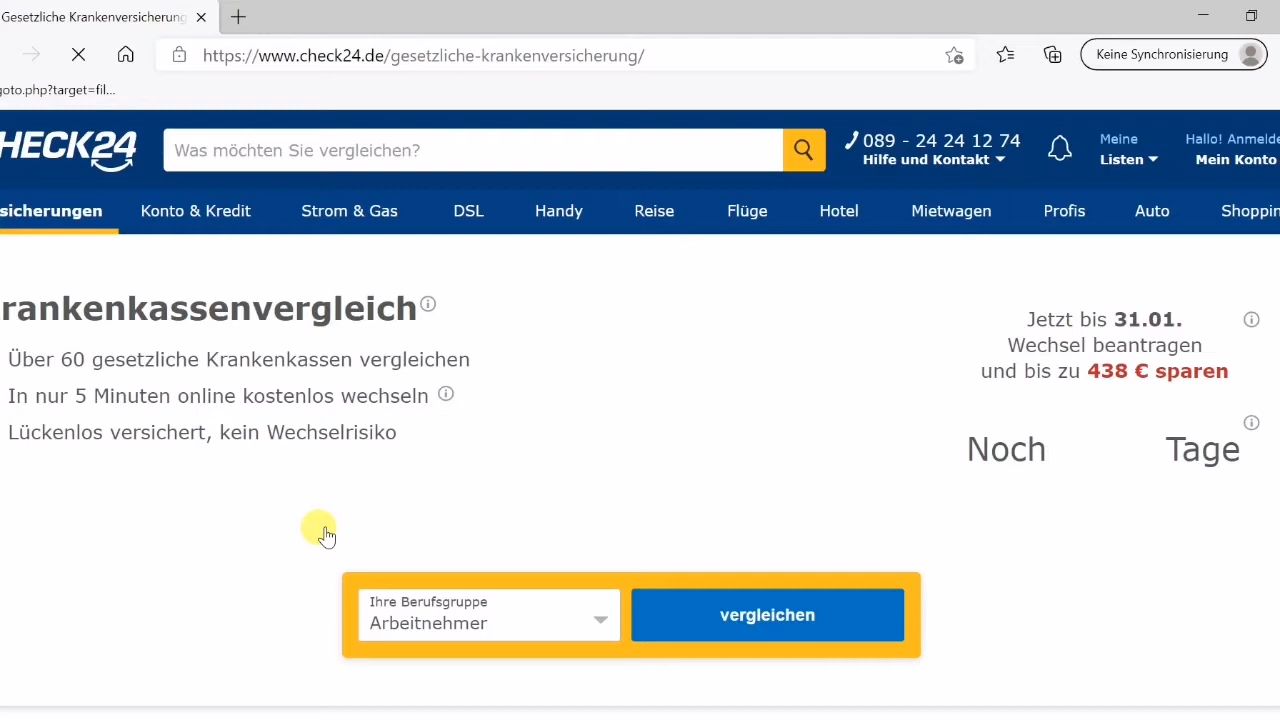 Gesetzliche Krankenversicherung
https://www.check24.de/gesetzliche-krankenversicherung/
Keine Synchronisierung
goto.php?target=fil...
HECK24
Was möchten Sie vergleichen?
089 - 24 24 12 74
Hilfe und Kontakt
Meine
Listen
Hallo! Anmelde
Mein Konto
sicherungen
Konto & Kredit
Strom & Gas
DSL
Handy
Reise
Flüge
Hotel
Mietwagen
Profis
Auto
Shoppin
rankenkassenvergleich
Über 60 gesetzliche Krankenkassen vergleichen
In nur 5 Minuten online kostenlos wechseln
Lückenlos versichert, kein Wechselrisiko
Jetzt bis 31.01.
Wechsel beantragen
und bis zu 438 € sparen
Noch Tage
Ihre Berufsgruppe
Arbeitnehmer
vergleichen